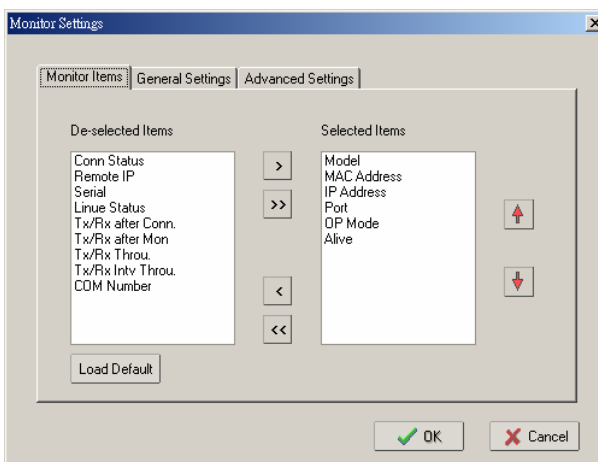 Monitor Settings
Monitor Items General Settings Advanced Settings
De-selected Items
Conn Status
Remote IP
Serial
Linue Status
Tx/Rx after Conn.
Tx/Rx after Mon
Tx/Rx Throu.
Tx/Rx Intv Throu.
COM Number
>
>>
<
<<
Selected Items
Model
MAC Address
IP Address
Port
OP Mode
Alive
Load Default
OK Cancel